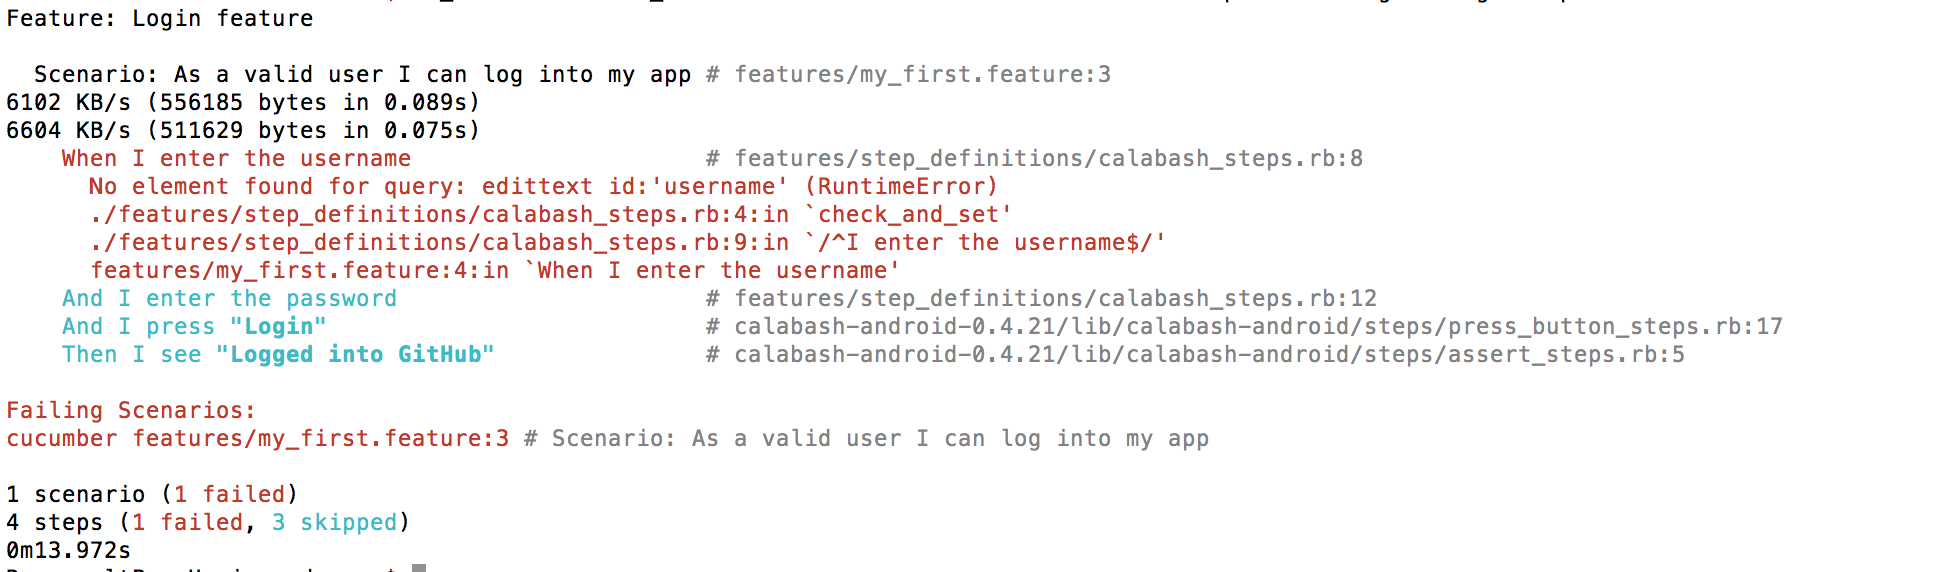 Feature: Login feature
Scenario: As a valid user I can log into my app # features/my_first.feature:3
6102 KB/s (556185 bytes in 0.089s)
6604 KB/s (511629 bytes in 0.075s)
When I enter the username # features/step_definitions/calabash_steps.rb:8
No element found for query: edittext id:'username' (RuntimeError)
./features/step_definitions/calabash_steps.rb:4:in `check_and_set'
./features/step_definitions/calabash_steps.rb:9:in `/^I enter the username$/'
features/my_first.feature:4:in `When I enter the username'
And I enter the password # features/step_definitions/calabash_steps.rb:12
And I press "Login" # calabash-android-0.4.21/lib/calabash-android/steps/press_button_steps.rb:17
Then I see "Logged into GitHub" # calabash-android-0.4.21/lib/calabash-android/steps/assert_steps.rb:5
Failing Scenarios:
cucumber features/my_first.feature:3 # Scenario: As a valid user I can log into my app
1 scenario (1 failed)
4 steps (1 failed, 3 skipped)
0m13.972s